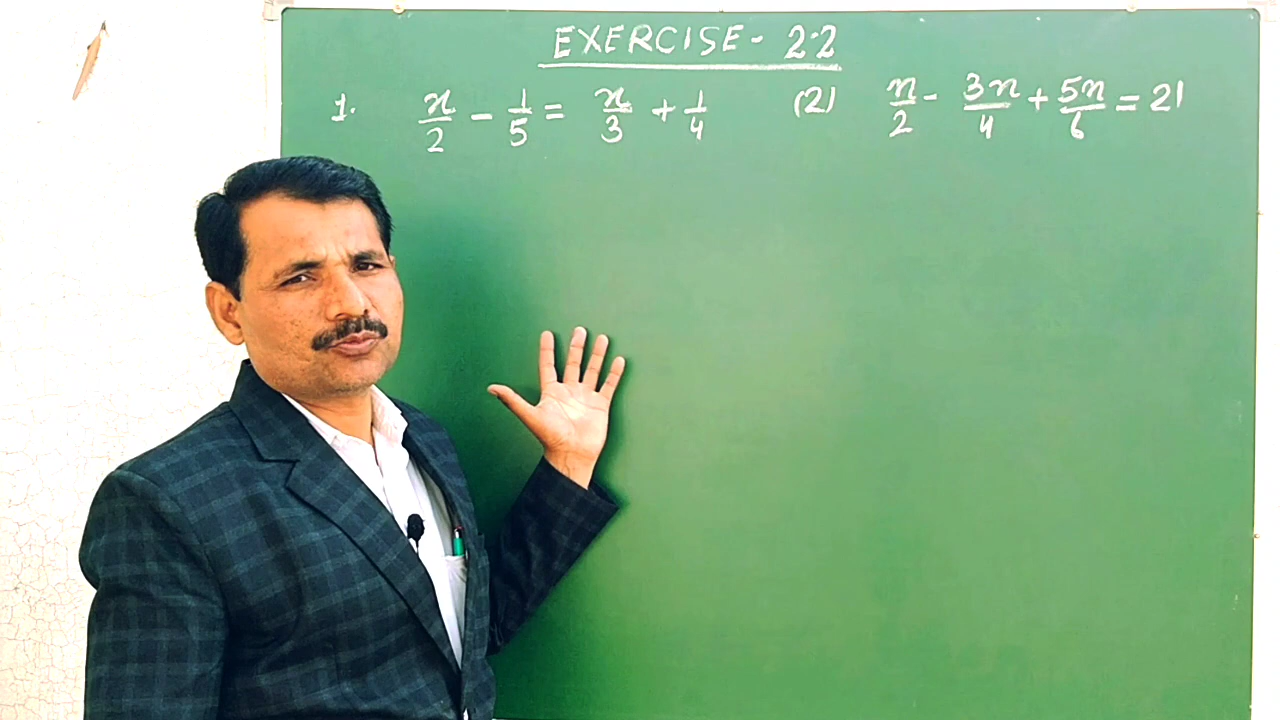 EXERCISE - 2.2
1. x/2 - 1/5 = x/3 + 1/4 (2) n/2 - 3n/4 + 5n/6 = 21